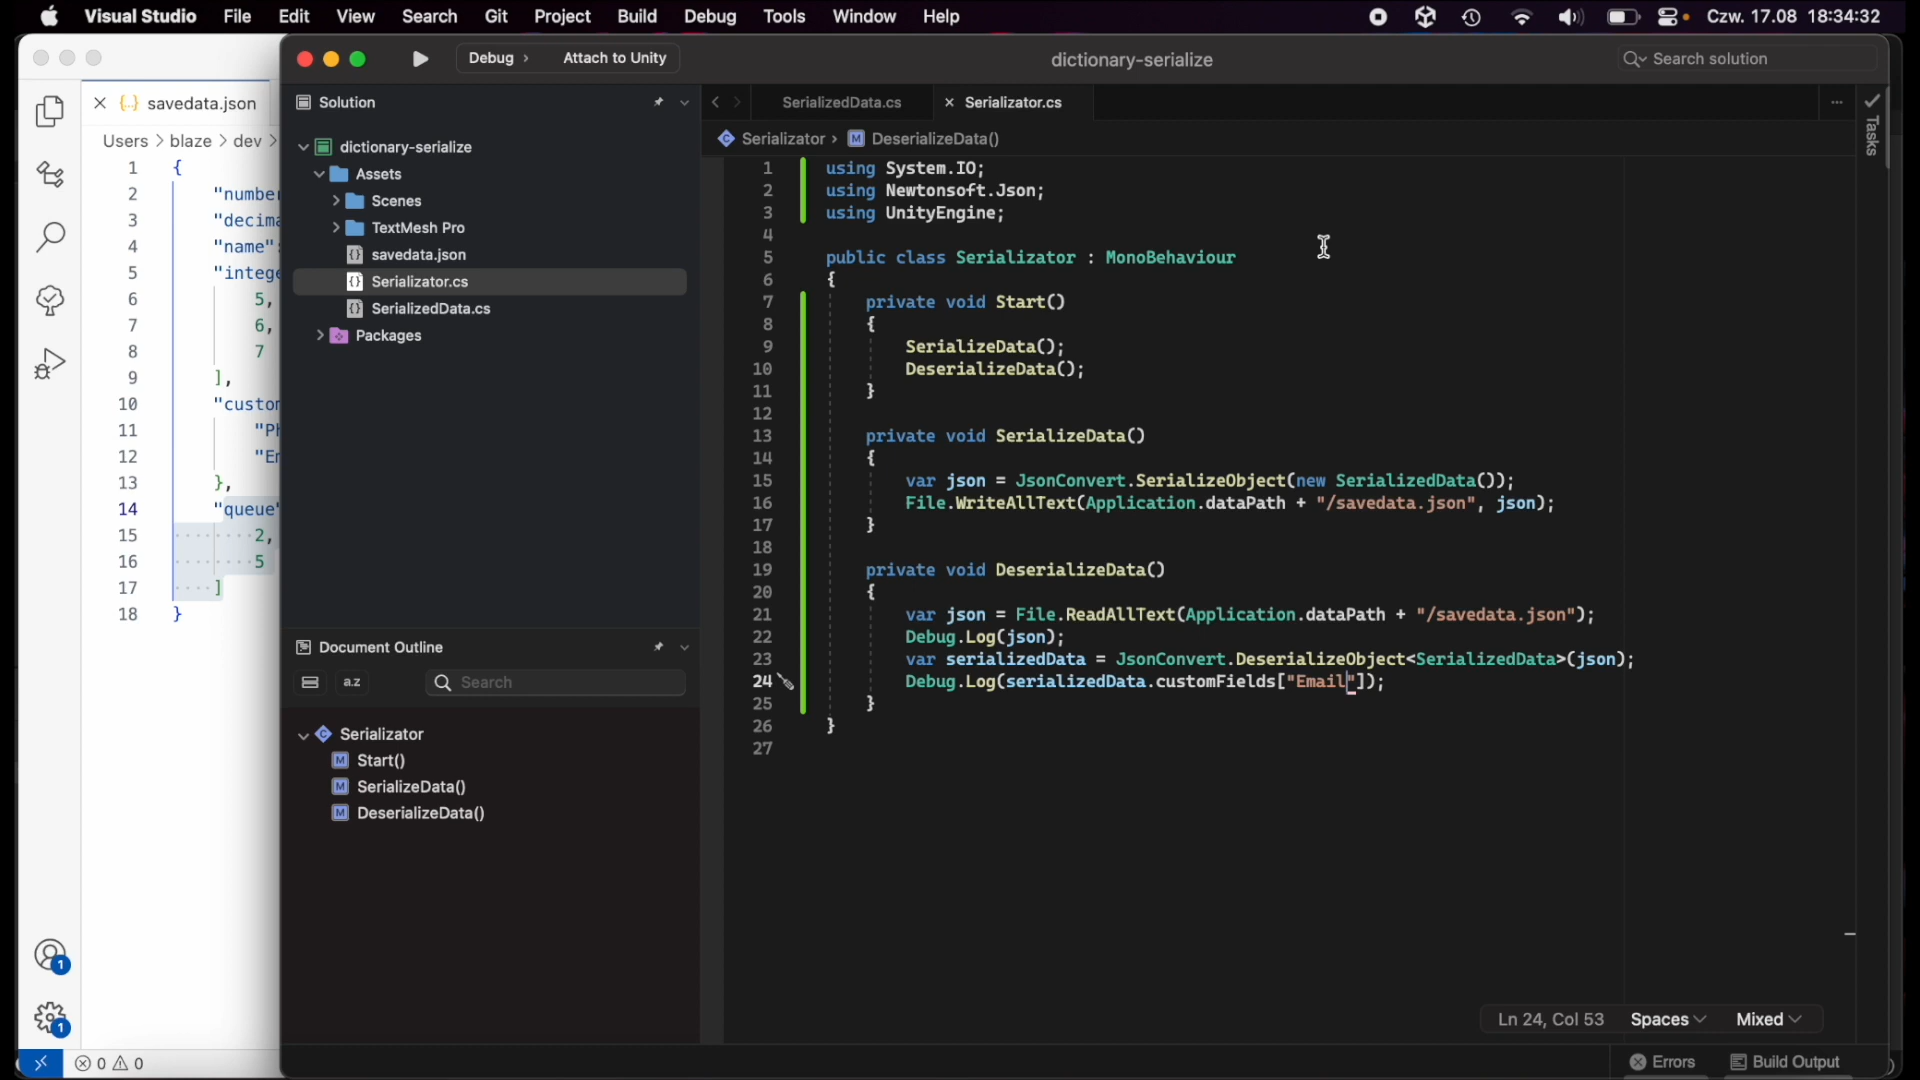 Visual Studio File Edit View Search Git Project Build Debug Tools Window Help Czw. 17.08 18:34:32
Debug > Attach to Unity dictionary-serialize Search solution
savedata.json
Users > blaze > dev >
1 {
2 "number
3 "decima
4 "name":
5 "intege
6 5,
7 6,
8 7
9 ],
10 "custom
11 "Ph
12 "Em
13 },
14 "queue"
15 2,
16 5
17 ]
18 }
1
1
0 0
Solution
dictionary-serialize
Assets
Scenes
TextMesh Pro
savedata.json
Serializator.cs
SerializedData.cs
Packages
Document Outline
a.z Search
Serializator
Start()
SerializeData()
DeserializeData()
SerializedData.cs Serializator.cs
Serializator > DeserializeData()
1 using System.IO;
2 using Newtonsoft.Json;
3 using UnityEngine;
4
5 public class Serializator : MonoBehaviour
6 {
7 private void Start()
8 {
9 SerializeData();
10 DeserializeData();
11 }
12
13 private void SerializeData()
14 {
15 var json = JsonConvert.SerializeObject(new SerializedData());
16 File.WriteAllText(Application.dataPath + "/savedata.json", json);
17 }
18
19 private void DeserializeData()
20 {
21 var json = File.ReadAllText(Application.dataPath + "/savedata.json");
22 Debug.Log(json);
23 var serializedData = JsonConvert.DeserializeObject<SerializedData>(json);
24 Debug.Log(serializedData.customFields["Email"]);
25 }
26 }
27
Tasks
Ln 24, Col 53 Spaces Mixed
Errors Build Output